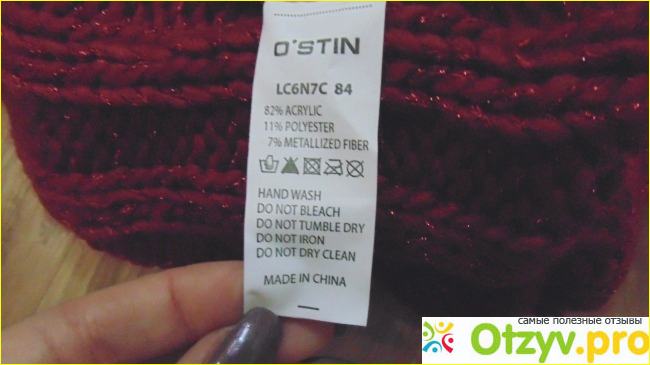 O'STIN
LC6N7C 84
82% ACRYLIC
11% POLYESTER
7% METALLIZED FIBER
HAND WASH
DO NOT BLEACH
DO NOT TUMBLE DRY
DO NOT IRON
DO NOT DRY CLEAN
MADE IN CHINA
самые полезные отзывы
Otzyv.pro